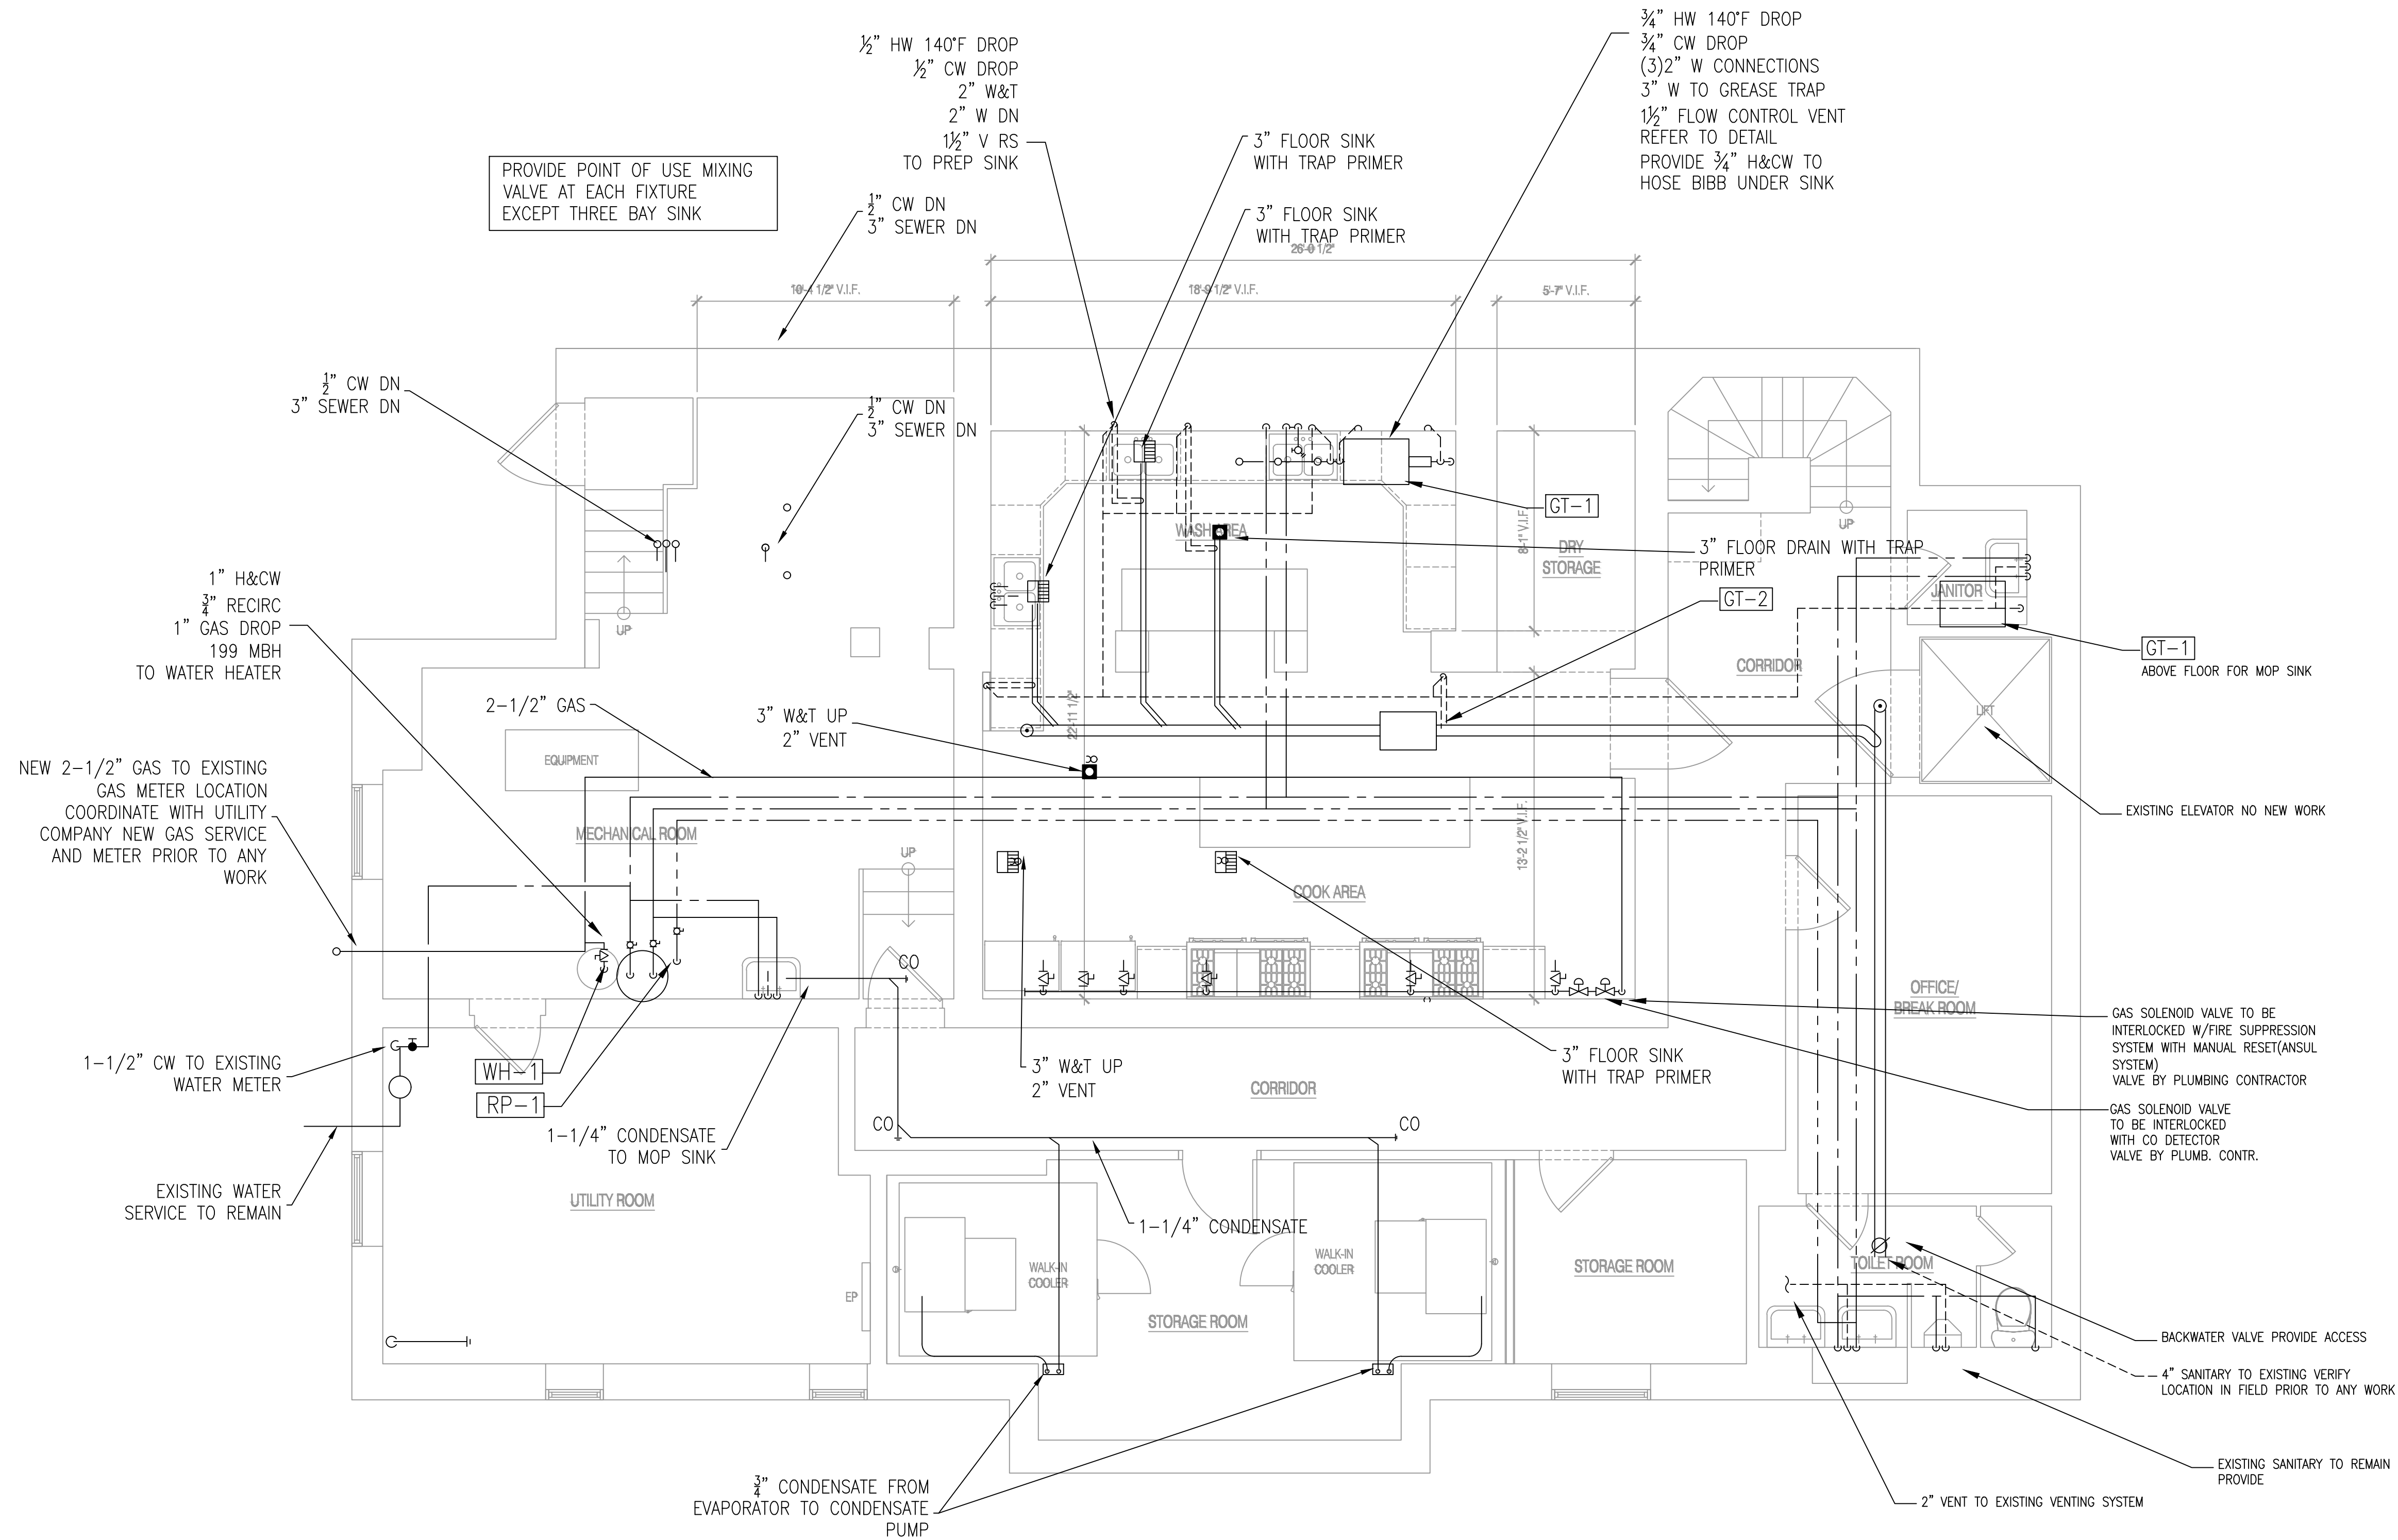 ½" HW 140°F DROP
½" CW DROP
2" W&T
2" W DN
1½" V RS
TO PREP SINK
¾" HW 140°F DROP
¾" CW DROP
(3)2" W CONNECTIONS
3" W TO GREASE TRAP
1½" FLOW CONTROL VENT
REFER TO DETAIL
PROVIDE ¾" H&CW TO
HOSE BIBB UNDER SINK
3" FLOOR SINK
WITH TRAP PRIMER
PROVIDE POINT OF USE MIXING
VALVE AT EACH FIXTURE
EXCEPT THREE BAY SINK
½" CW DN
3" SEWER DN
3" FLOOR SINK
WITH TRAP PRIMER
26'-0 1/2"
10'-4 1/2" V.I.F.
18'-9 1/2" V.I.F.
5'-7" V.I.F.
½" CW DN
3" SEWER DN
½" CW DN
3" SEWER DN
GT-1
UP
WASH AREA
8'-1" V.I.F.
DRY
STORAGE
3" FLOOR DRAIN WITH TRAP
PRIMER
1" H&CW
¾" RECIRC
1" GAS DROP
199 MBH
TO WATER HEATER
UP
GT-2
JANITOR
GT-1
ABOVE FLOOR FOR MOP SINK
CORRIDOR
2-1/2" GAS
3" W&T UP
2" VENT
22'-11 1/2"
LIFT
EQUIPMENT
NEW 2-1/2" GAS TO EXISTING
GAS METER LOCATION
COORDINATE WITH UTILITY
COMPANY NEW GAS SERVICE
AND METER PRIOR TO ANY
WORK
EXISTING ELEVATOR NO NEW WORK
MECHANICAL ROOM
UP
13'-2 1/2" V.I.F.
COOK AREA
CO
OFFICE/
BREAK ROOM
GAS SOLENOID VALVE TO BE
INTERLOCKED W/FIRE SUPPRESSION
SYSTEM WITH MANUAL RESET(ANSUL
SYSTEM)
VALVE BY PLUMBING CONTRACTOR
1-1/2" CW TO EXISTING
WATER METER
WH-1
RP-1
3" W&T UP
2" VENT
3" FLOOR SINK
WITH TRAP PRIMER
CORRIDOR
GAS SOLENOID VALVE
TO BE INTERLOCKED
WITH CO DETECTOR
VALVE BY PLUMB. CONTR.
CO
CO
1-1/4" CONDENSATE
TO MOP SINK
EXISTING WATER
SERVICE TO REMAIN
UTILITY ROOM
1-1/4" CONDENSATE
WALK-IN
COOLER
WALK-IN
COOLER
STORAGE ROOM
TOILET ROOM
EP
STORAGE ROOM
BACKWATER VALVE PROVIDE ACCESS
4" SANITARY TO EXISTING VERIFY
LOCATION IN FIELD PRIOR TO ANY WORK
EXISTING SANITARY TO REMAIN
PROVIDE
¾" CONDENSATE FROM
EVAPORATOR TO CONDENSATE
PUMP
2" VENT TO EXISTING VENTING SYSTEM